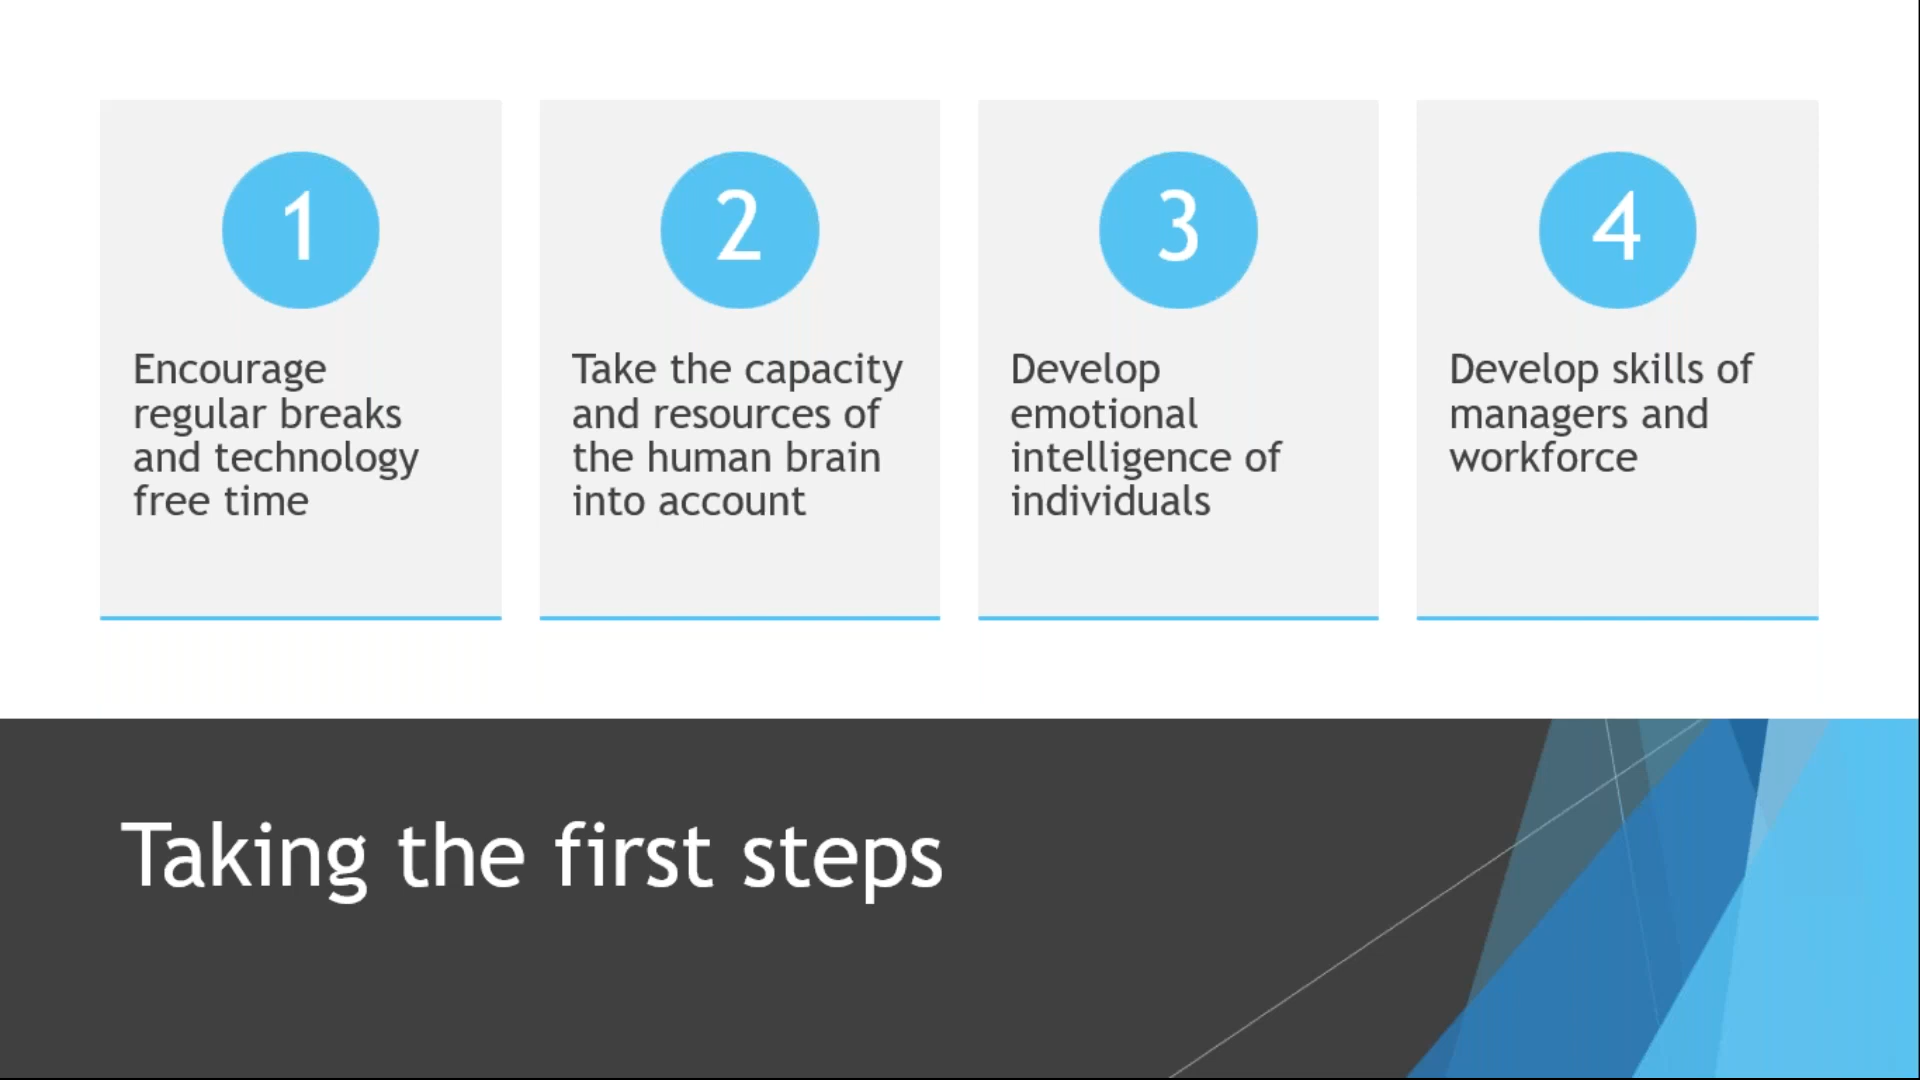 1
Encourage
regular breaks
and technology
free time
2
Take the capacity
and resources of
the human brain
into account
3
Develop
emotional
intelligence of
individuals
4
Develop skills of
managers and
workforce
Taking the first steps